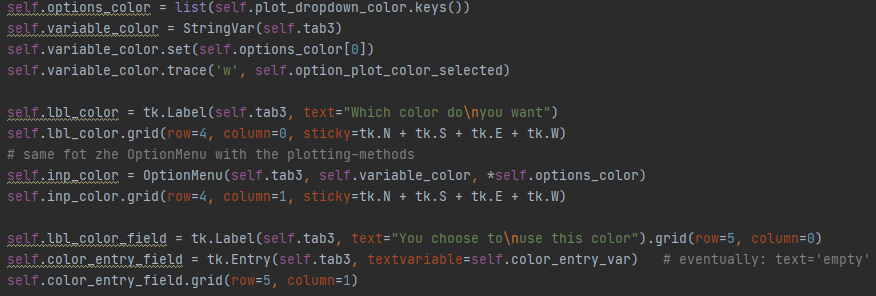 self.options_color = list(self.plot_dropdown_color.keys())
self.variable_color = StringVar(self.tab3)
self.variable_color.set(self.options_color[0])
self.variable_color.trace('w', self.option_plot_color_selected)
self.lbl_color = tk.Label(self.tab3, text="Which color do\nyou want")
self.lbl_color.grid(row=4, column=0, sticky=tk.N + tk.S + tk.E + tk.W)
# same fot zhe OptionMenu with the plotting-methods
self.inp_color = OptionMenu(self.tab3, self.variable_color, *self.options_color)
self.inp_color.grid(row=4, column=1, sticky=tk.N + tk.S + tk.E + tk.W)
self.lbl_color_field = tk.Label(self.tab3, text="You choose to\nuse this color").grid(row=5, column=0)
self.color_entry_field = tk.Entry(self.tab3, textvariable=self.color_entry_var)   # eventually: text='empty'
self.color_entry_field.grid(row=5, column=1)